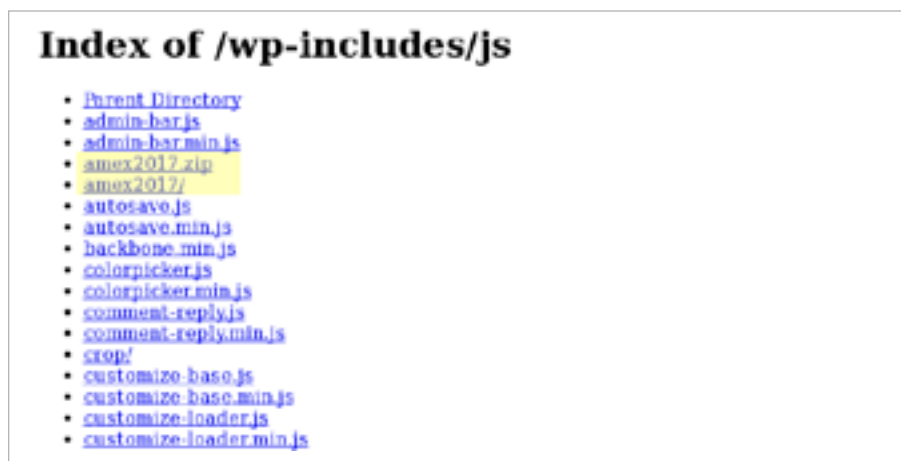 Index of /wp-includes/js
Parent Directory
admin-bar.js
admin-bar.min.js
amex2017.zip
amex2017/
autosave.js
autosave.min.js
backbone.min.js
colorpicker.js
colorpicker.min.js
comment-reply.js
comment-reply.min.js
crop/
customize-base.js
customize-base.min.js
customize-loader.js
customize-loader.min.js